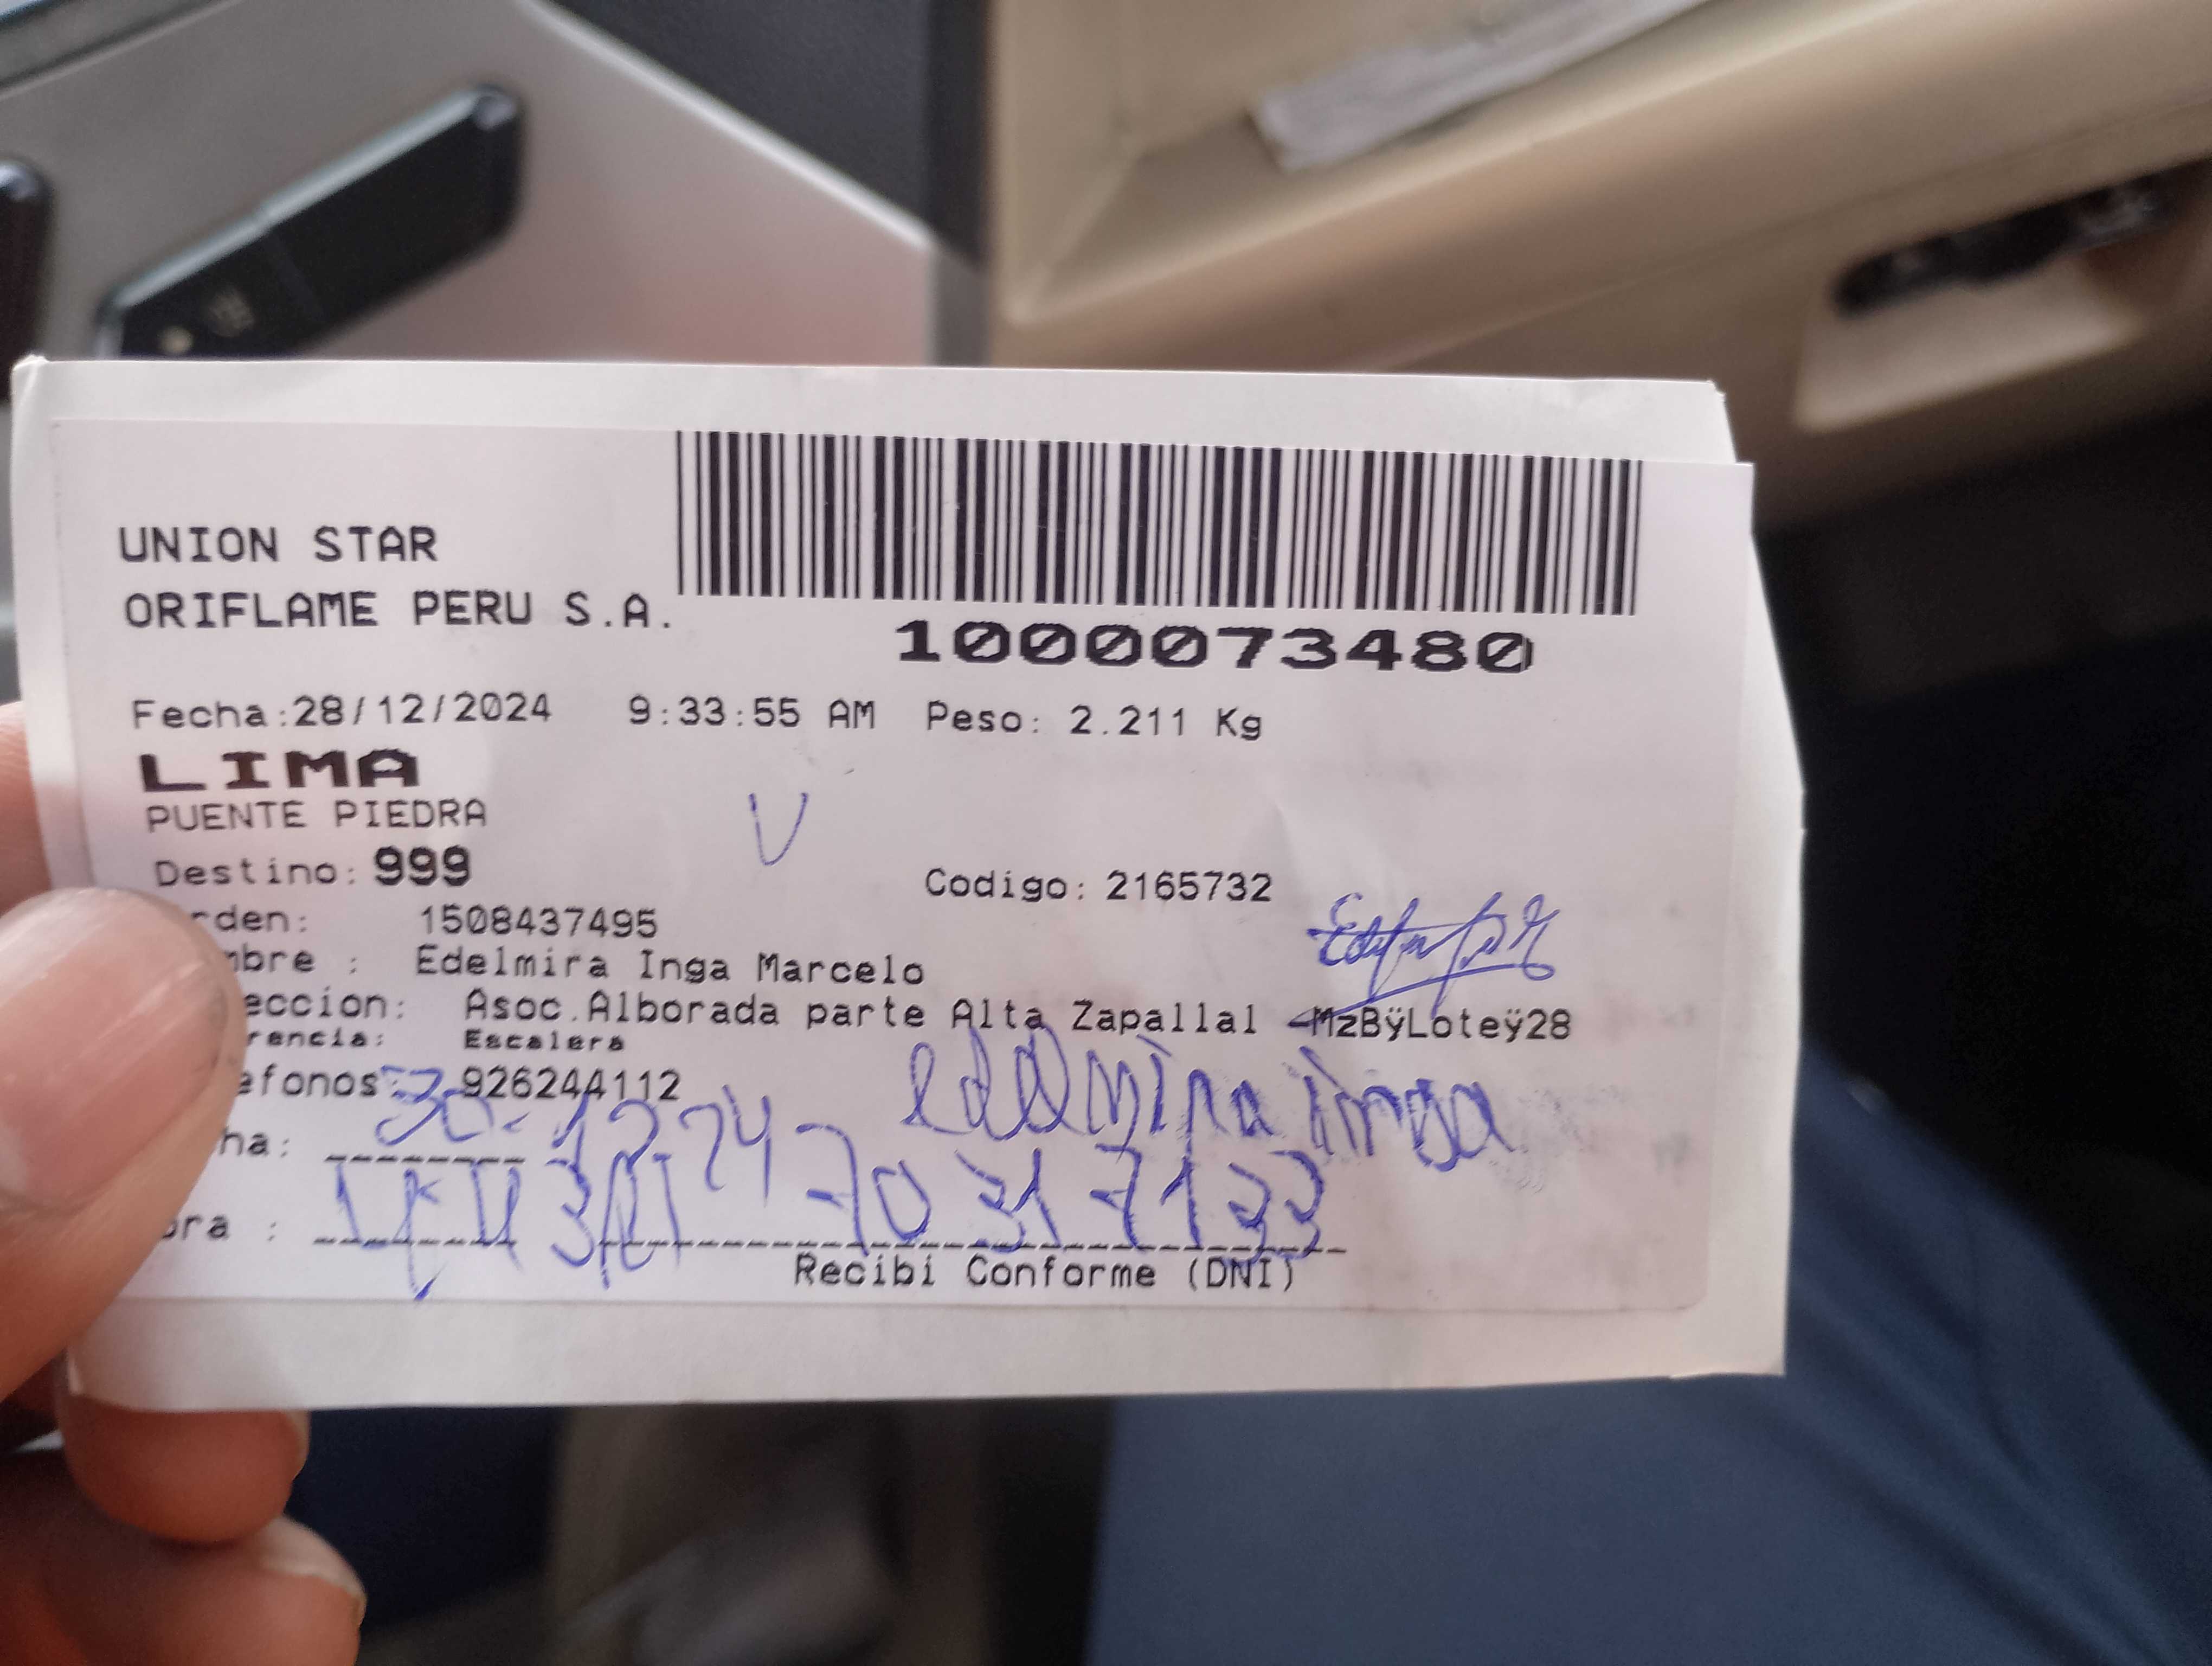 UNION STAR
ORIFLAME PERU S.A.
1000073480
Fecha:28/12/2024 9:33:55 AM Peso: 2.211 Kg
LIMA
PUENTE PIEDRA
V
Destino: 999
Codigo: 2165732
rden: 1508437495
mbre : Edelmira Inga Marcelo
eccion: Asoc.Alborada parte Alta Zapallal -MzBÿLoteÿ28
rencia: Escalera
efonos: 926244112
edelmina inga
ha: 30-12 24
ora :
Recibi Conforme (DNI)